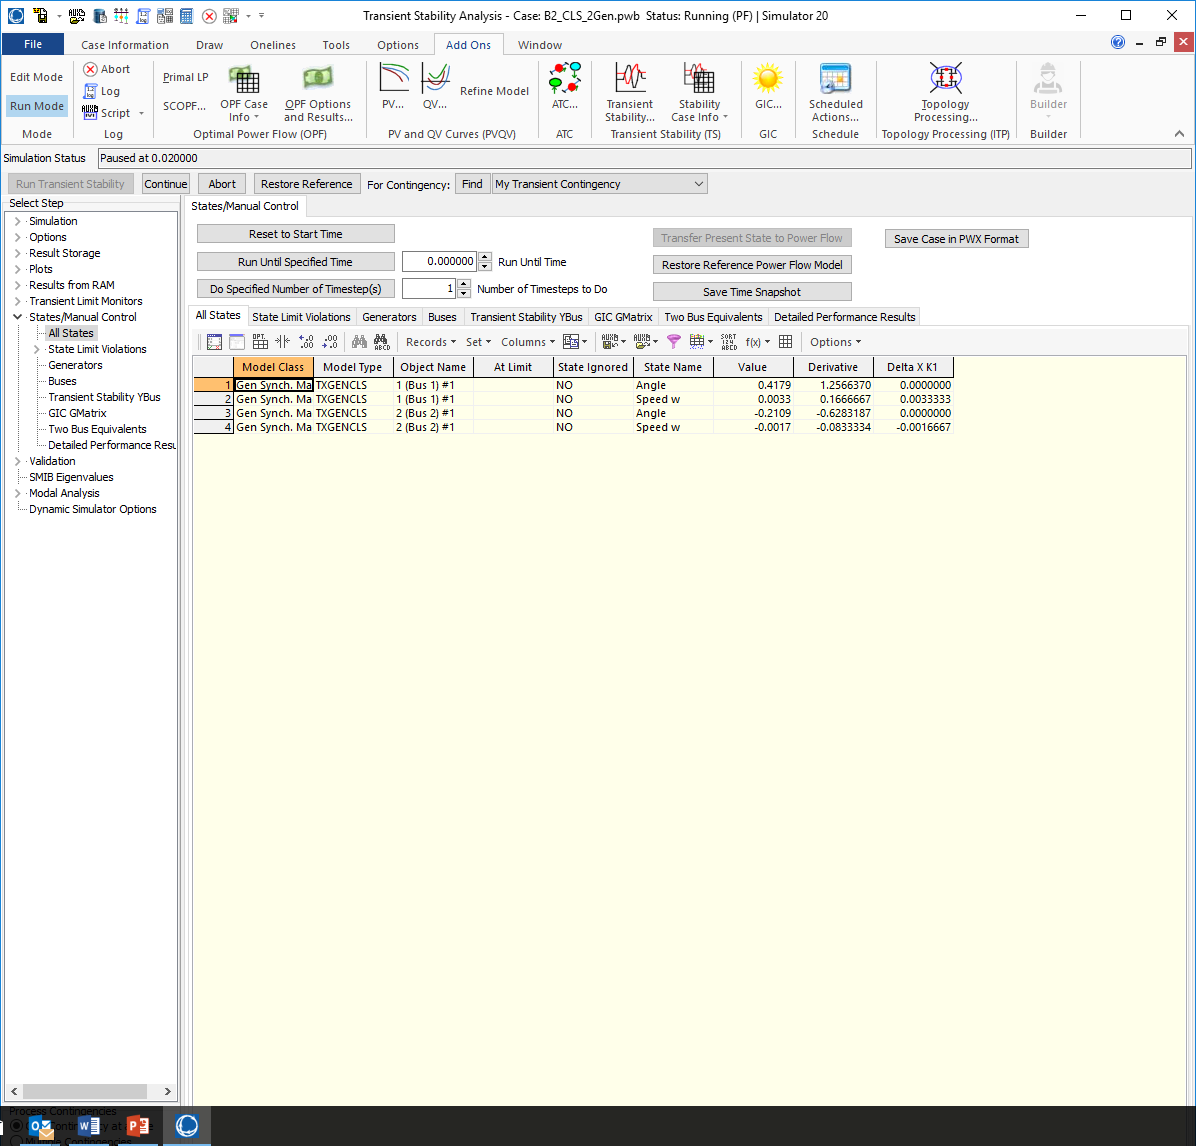 Transient Stability Analysis - Case: B2_CLS_2Gen.pwb Status: Running (PF) | Simulator 20
File Case Information Draw Onelines Tools Options Add Ons Window
Edit Mode
Run Mode
Mode
Abort
Log
Script
Log
Primal LP
SCOPF...
OPF Case
Info
OPF Options
and Results...
Optimal Power Flow (OPF)
PV...
QV...
Refine Model
PV and QV Curves (PVQV)
ATC...
ATC
Transient
Stability...
Stability
Case Info
Transient Stability (TS)
GIC...
GIC
Scheduled
Actions...
Schedule
Topology
Processing...
Topology Processing (ITP)
Builder
Builder
Simulation Status Paused at 0.020000
Run Transient Stability Continue Abort Restore Reference For Contingency: Find My Transient Contingency
Select Step
Simulation
Options
Result Storage
Plots
Results from RAM
Transient Limit Monitors
States/Manual Control
All States
State Limit Violations
Generators
Buses
Transient Stability YBus
GIC GMatrix
Two Bus Equivalents
Detailed Performance Resu
Validation
SMIB Eigenvalues
Modal Analysis
Dynamic Simulator Options
States/Manual Control
Reset to Start Time
Run Until Specified Time 0.000000 Run Until Time
Do Specified Number of Timestep(s) 1 Number of Timesteps to Do
Transfer Present State to Power Flow
Restore Reference Power Flow Model
Save Time Snapshot
Save Case in PWX Format
All States State Limit Violations Generators Buses Transient Stability YBus GIC GMatrix Two Bus Equivalents Detailed Performance Results
Records Set Columns f(x) Options
Model Class Model Type Object Name At Limit State Ignored State Name Value Derivative Delta X K1
1 Gen Synch. Ma TXGENCLS 1 (Bus 1) #1 NO Angle 0.4179 1.2566370 0.0000000
2 Gen Synch. Ma TXGENCLS 1 (Bus 1) #1 NO Speed w 0.0033 0.1666667 0.0033333
3 Gen Synch. Ma TXGENCLS 2 (Bus 2) #1 NO Angle -0.2109 -0.6283187 0.0000000
4 Gen Synch. Ma TXGENCLS 2 (Bus 2) #1 NO Speed w -0.0017 -0.0833334 -0.0016667
Process Contingencies